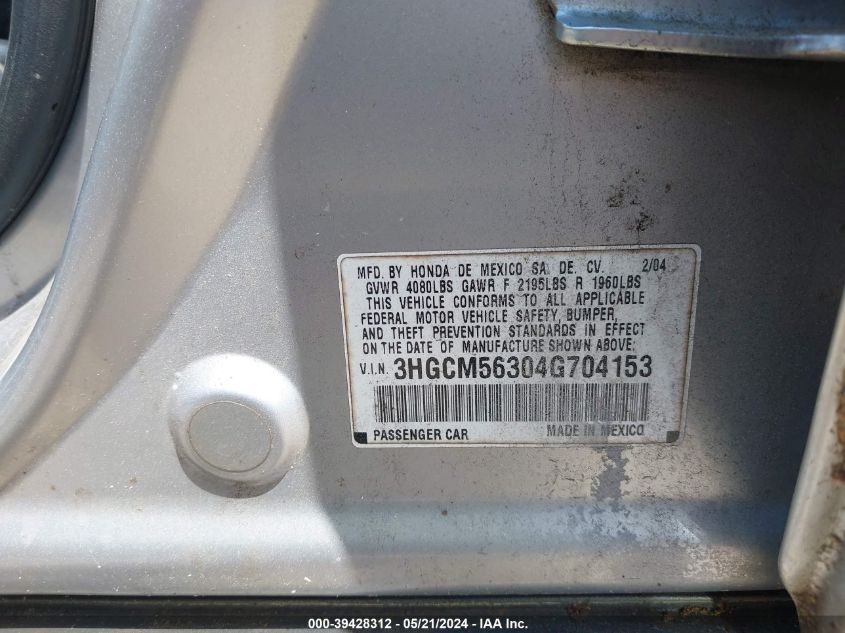 MFD. BY HONDA DE MEXICO SA. DE. CV. 2/04
GVWR 4080LBS GAWR F 2195LBS R 1960LBS
THIS VEHICLE CONFORMS TO ALL APPLICABLE
FEDERAL MOTOR VEHICLE SAFETY, BUMPER,
AND THEFT PREVENTION STANDARDS IN EFFECT
ON THE DATE OF MANUFACTURE SHOWN ABOVE.
V.I.N. 3HGCM56304G704153
PASSENGER CAR MADE IN MEXICO
000-39428312 - 05/21/2024 - IAA Inc.